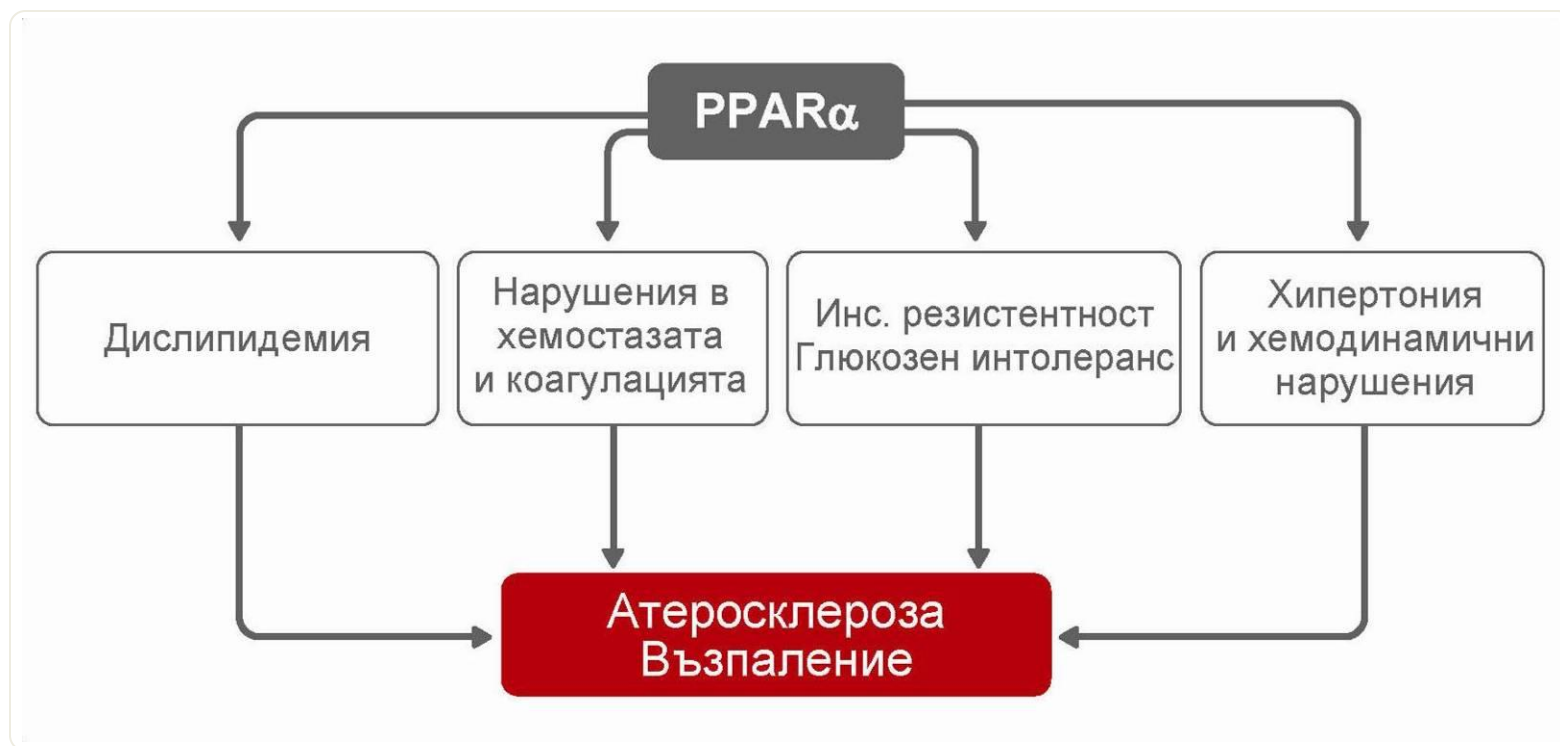 PPARα
Дислипидемия
Нарушения в
хемостазата
и коагулацията
Инс. резистентност
Глюкозен интолеранс
Хипертония
и хемодинамични
нарушения
Атеросклероза
Възпаление